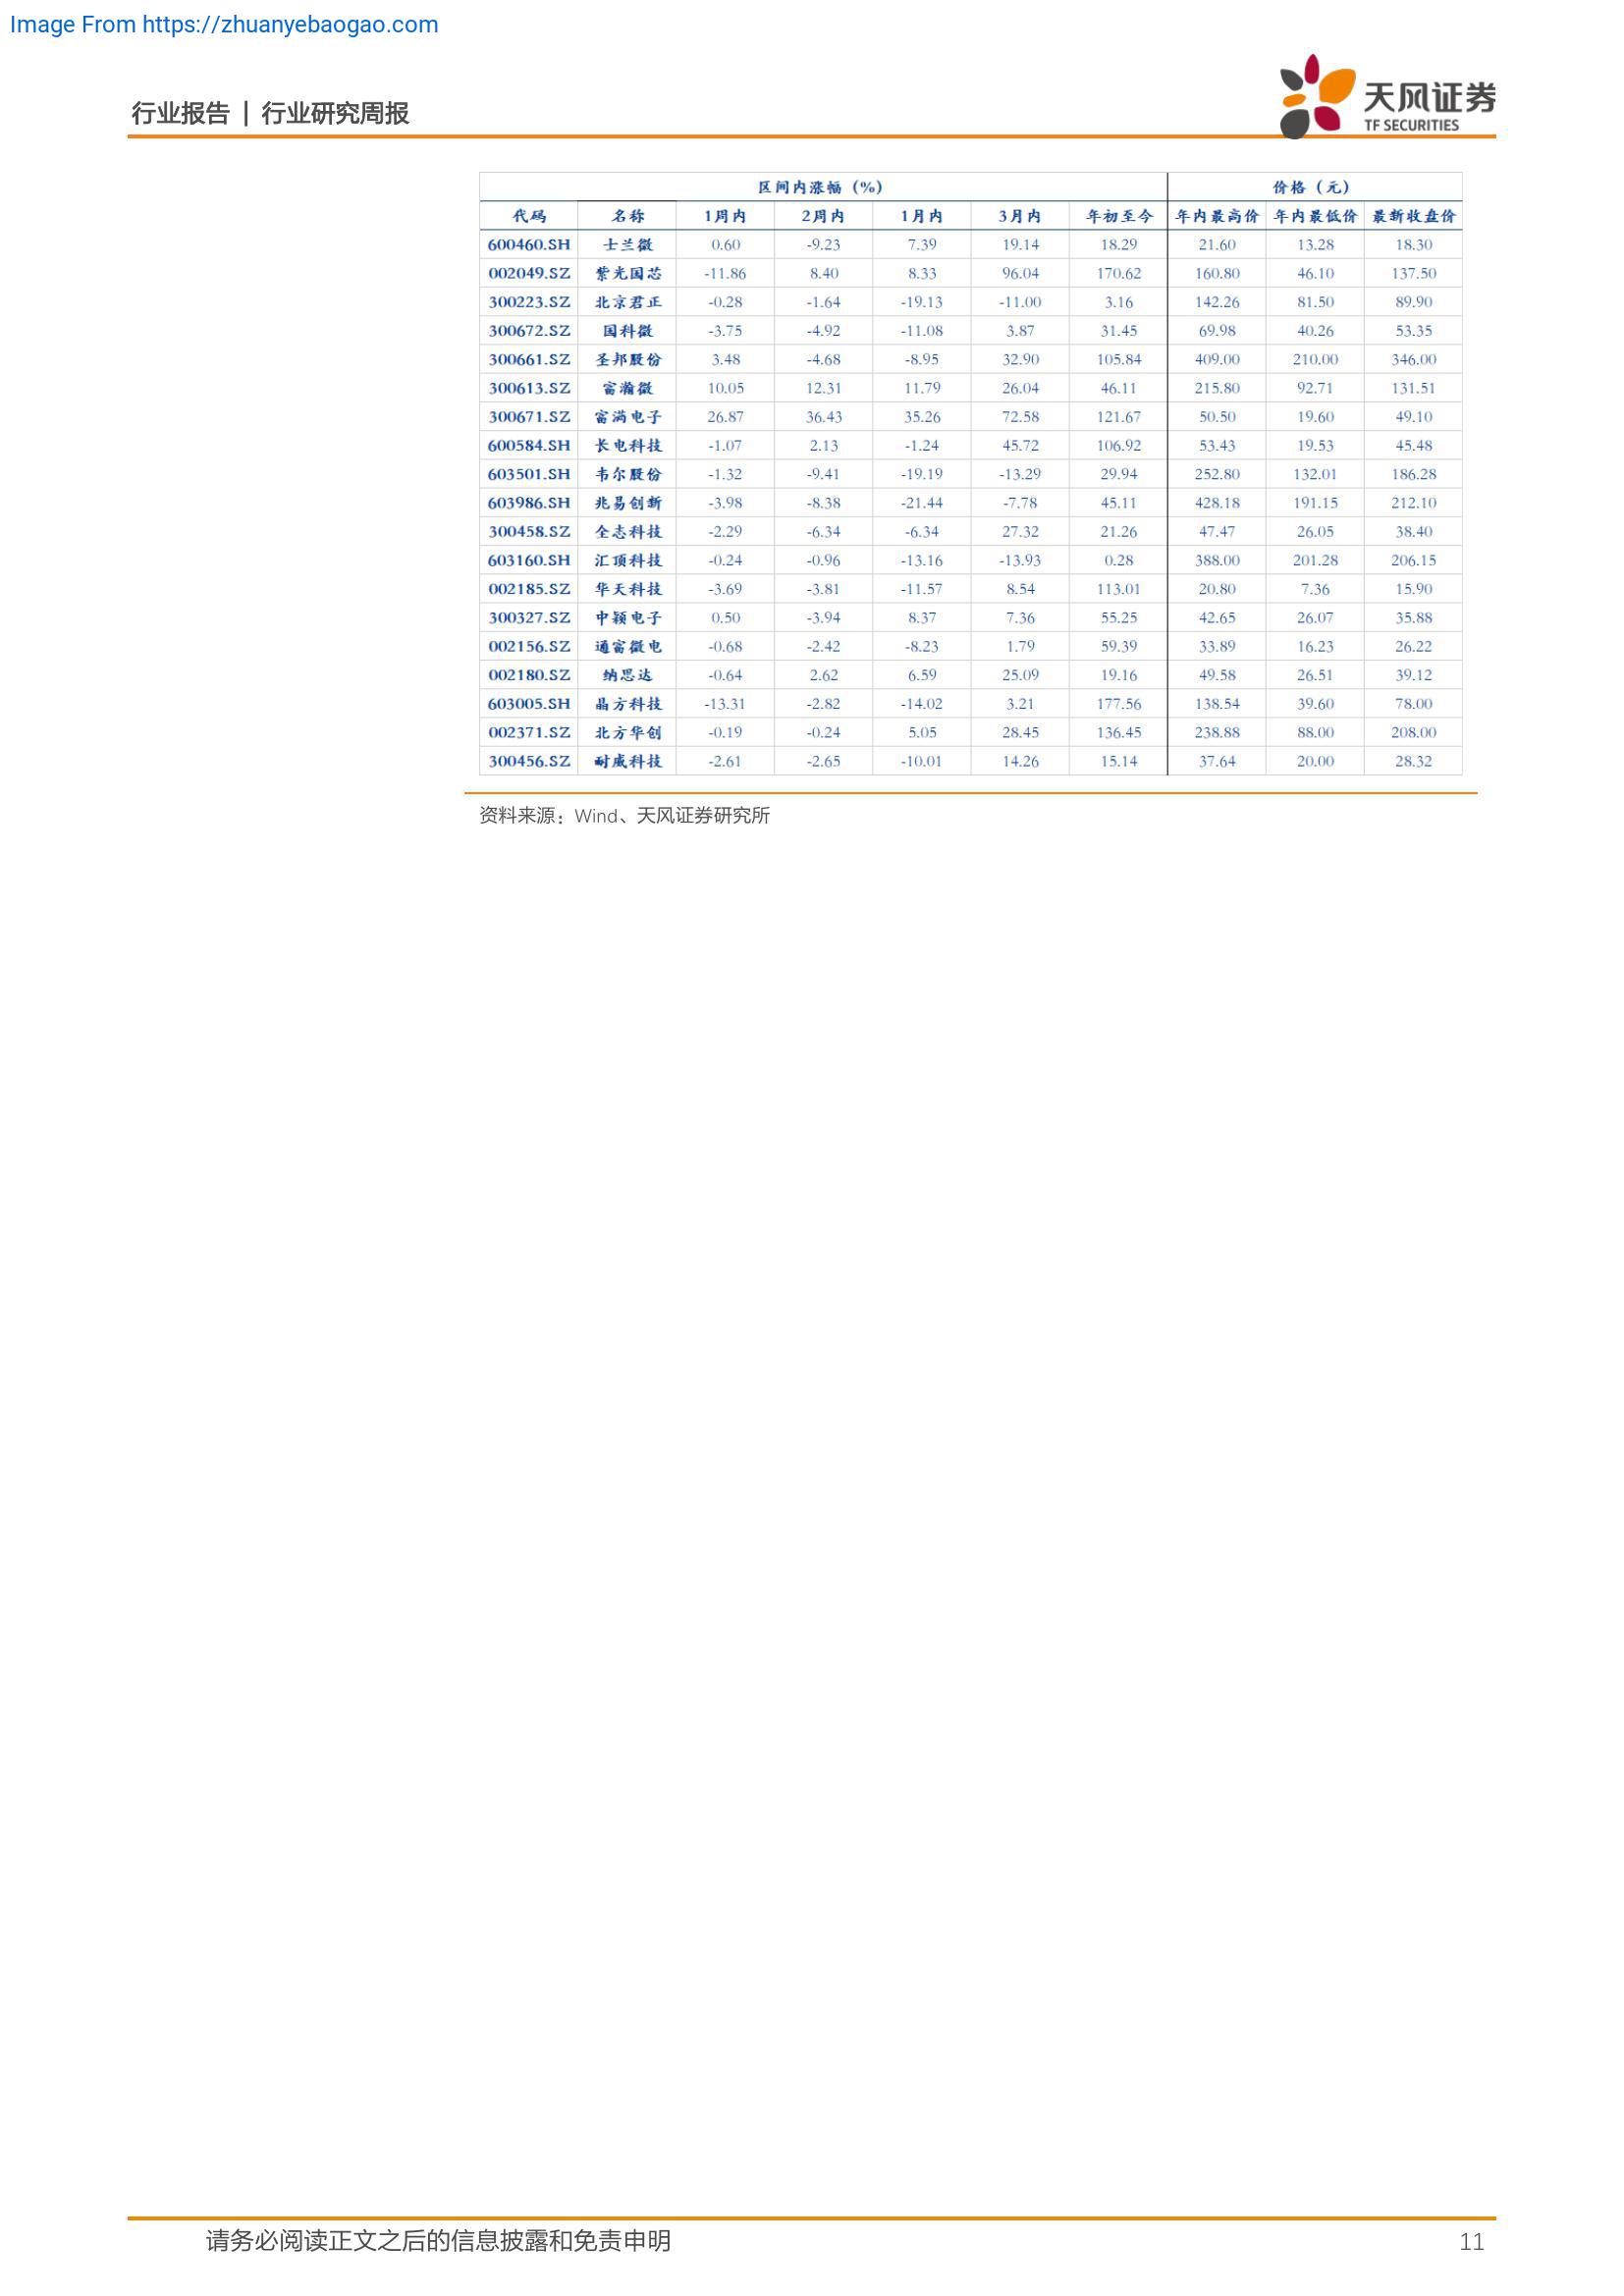 Image From https://zhuanyebaogao.com
行业报告 | 行业研究周报
天风证券
TF SECURITIES
区间内涨幅（%） 价格（元）
代码 名称 1周内 2周内 1月内 3月内 年初至今 年内最高价 年内最低价 最新收盘价
600460.SH 士兰微 0.60 -9.23 7.39 19.14 18.29 21.60 13.28 18.30
002049.SZ 紫光国芯 -11.86 8.40 8.33 96.04 170.62 160.80 46.10 137.50
300223.SZ 北京君正 -0.28 -1.64 -19.13 -11.00 3.16 142.26 81.50 89.90
300672.SZ 国科微 -3.75 -4.92 -11.08 3.87 31.45 69.98 40.26 53.35
300661.SZ 圣邦股份 3.48 -4.68 -8.95 32.90 105.84 409.00 210.00 346.00
300613.SZ 富瀚微 10.05 12.31 11.79 26.04 46.11 215.80 92.71 131.51
300671.SZ 富满电子 26.87 36.43 35.26 72.58 121.67 50.50 19.60 49.10
600584.SH 长电科技 -1.07 2.13 -1.24 45.72 106.92 53.43 19.53 45.48
603501.SH 韦尔股份 -1.32 -9.41 -19.19 -13.29 29.94 252.80 132.01 186.28
603986.SH 兆易创新 -3.98 -8.38 -21.44 -7.78 45.11 428.18 191.15 212.10
300458.SZ 全志科技 -2.29 -6.34 -6.34 27.32 21.26 47.47 26.05 38.40
603160.SH 汇顶科技 -0.24 -0.96 -13.16 -13.93 0.28 388.00 201.28 206.15
002185.SZ 华天科技 -3.69 -3.81 -11.57 8.54 113.01 20.80 7.36 15.90
300327.SZ 中颖电子 0.50 -3.94 8.37 7.36 55.25 42.65 26.07 35.88
002156.SZ 通富微电 -0.68 -2.42 -8.23 1.79 59.39 33.89 16.23 26.22
002180.SZ 纳思达 -0.64 2.62 6.59 25.09 19.16 49.58 26.51 39.12
603005.SH 晶方科技 -13.31 -2.82 -14.02 3.21 177.56 138.54 39.60 78.00
002371.SZ 北方华创 -0.19 -0.24 5.05 28.45 136.45 238.88 88.00 208.00
300456.SZ 耐威科技 -2.61 -2.65 -10.01 14.26 15.14 37.64 20.00 28.32
资料来源：Wind、天风证券研究所
请务必阅读正文之后的信息披露和免责申明 11